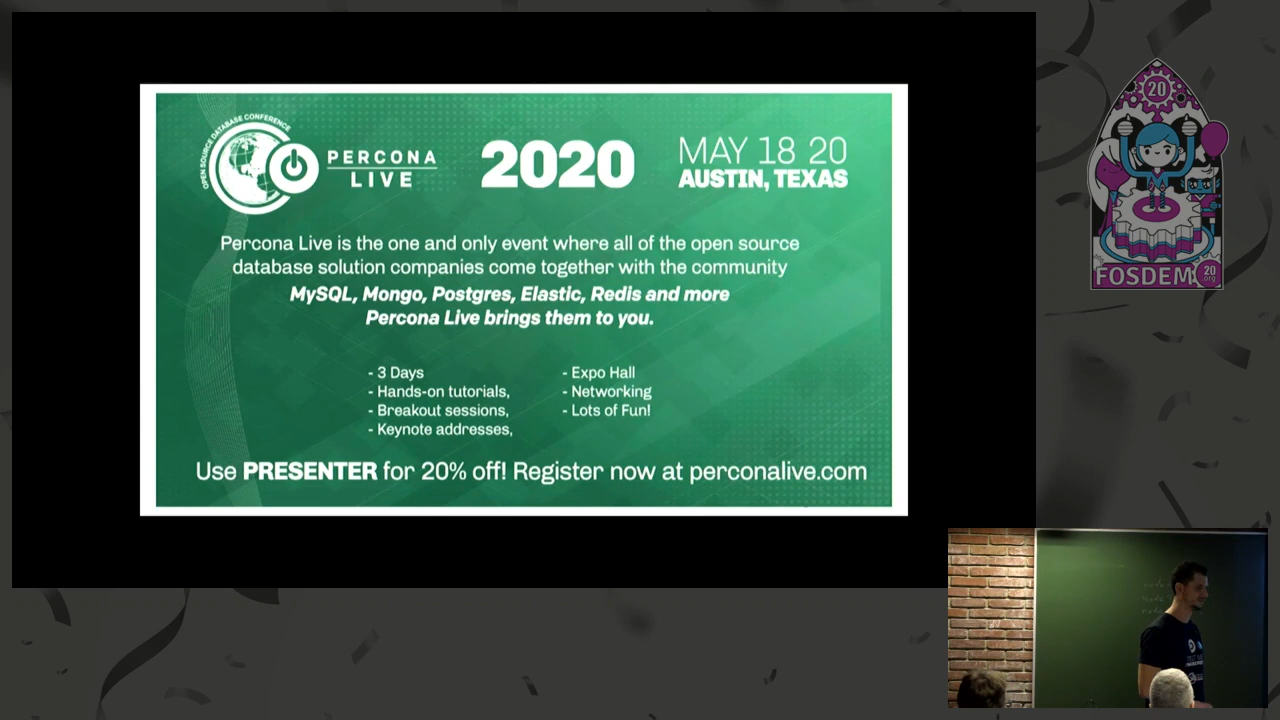 OPEN SOURCE DATABASE CONFERENCE
PERCONA
LIVE
2020
MAY 18 20
AUSTIN, TEXAS
Percona Live is the one and only event where all of the open source
database solution companies come together with the community
MySQL, Mongo, Postgres, Elastic, Redis and more
Percona Live brings them to you.
- 3 Days
- Hands-on tutorials,
- Breakout sessions,
- Keynote addresses,
- Expo Hall
- Networking
- Lots of Fun!
Use PRESENTER for 20% off! Register now at perconalive.com
20
FOSDEM
20
.org